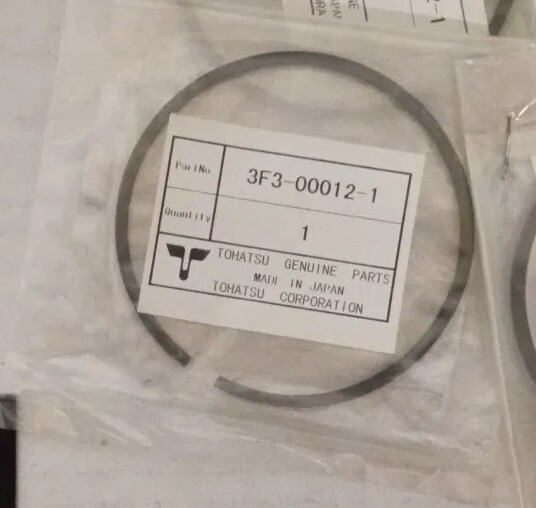 Part No. 3F3-00012-1
Quantity 1
TOHATSU GENUINE PARTS
MADE IN JAPAN
TOHATSU CORPORATION